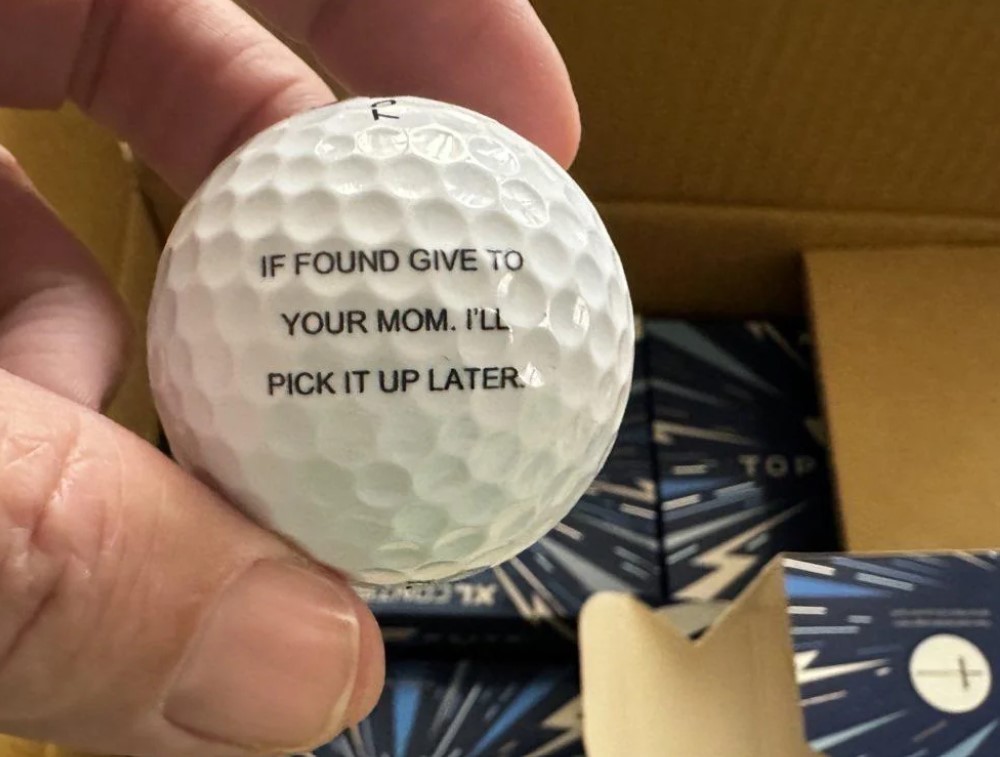 IF FOUND GIVE TO
YOUR MOM. I'LL
PICK IT UP LATER.
TOP